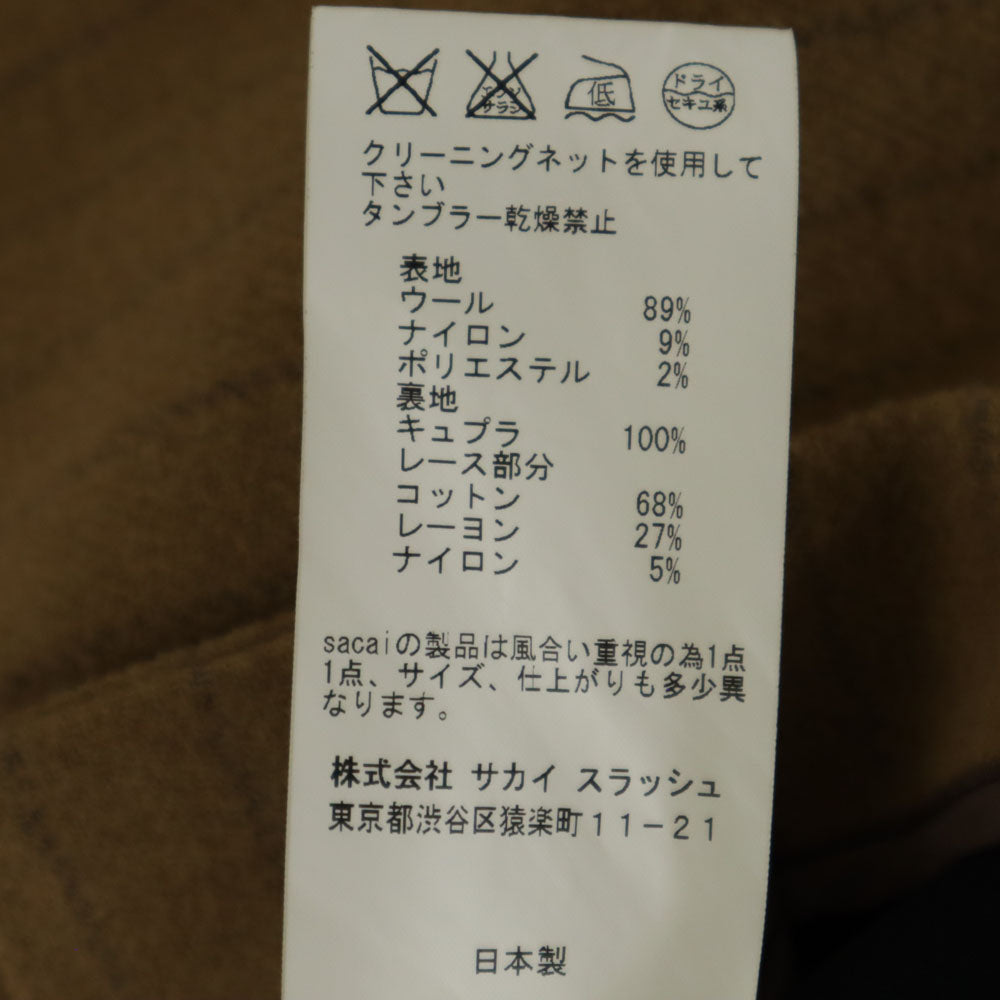 エンソ
サラシ
低
ドライ
セキユ系
クリーニングネットを使用して
下さい
タンブラー乾燥禁止
表地
ウール 89%
ナイロン 9%
ポリエステル 2%
裏地
キュプラ 100%
レース部分
コットン 68%
レーヨン 27%
ナイロン 5%
sacaiの製品は風合い重視の為1点
1点、サイズ、仕上がりも多少異
なります。
株式会社 サカイ スラッシュ
東京都渋谷区猿楽町11-21
日本製